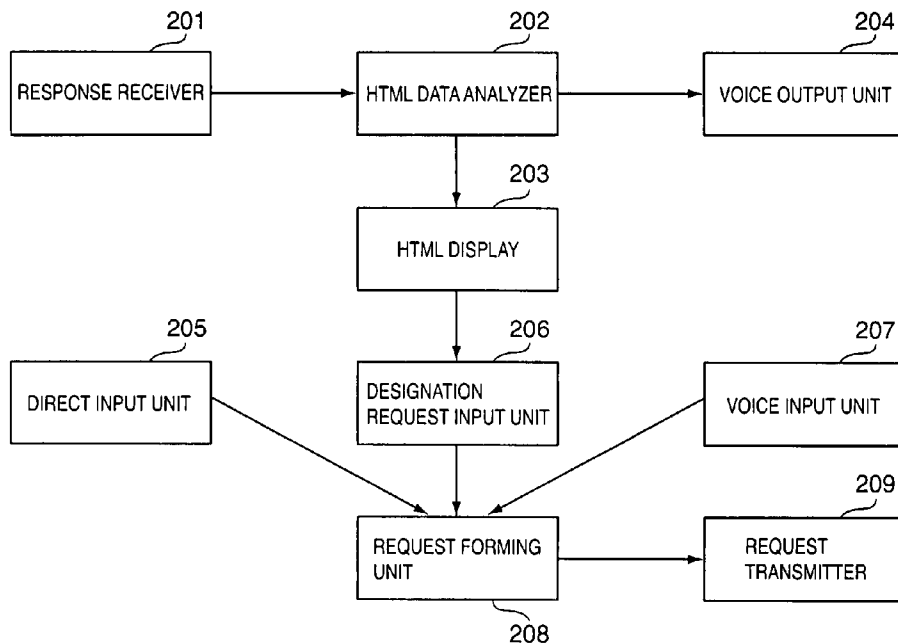 201
202
204
RESPONSE RECEIVER
HTML DATA ANALYZER
VOICE OUTPUT UNIT
203
HTML DISPLAY
205
206
207
DIRECT INPUT UNIT
DESIGNATION
REQUEST INPUT UNIT
VOICE INPUT UNIT
209
REQUEST FORMING
UNIT
REQUEST
TRANSMITTER
208